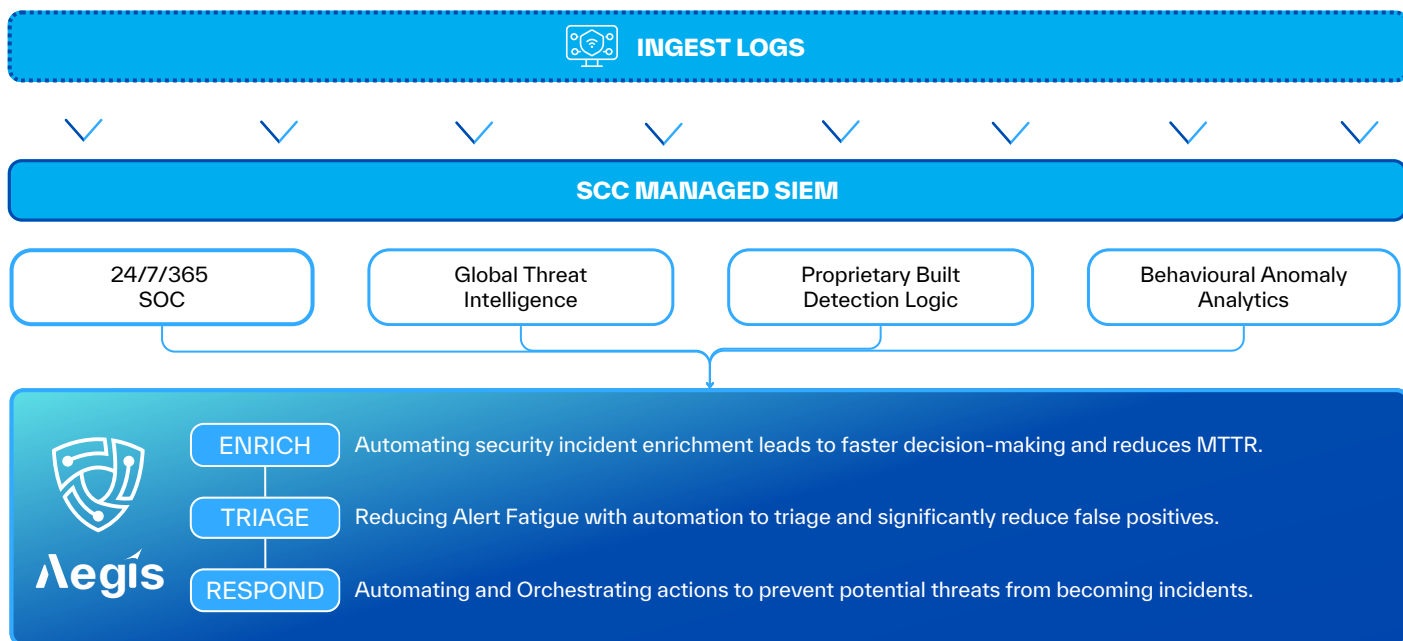 INGEST LOGS
SCC MANAGED SIEM
24/7/365
SOC
Global Threat
Intelligence
Proprietary Built
Detection Logic
Behavioural Anomaly
Analytics
ENRICH
Automating security incident enrichment leads to faster decision-making and reduces MTTR.
TRIAGE
Reducing Alert Fatigue with automation to triage and significantly reduce false positives.
Aegis
RESPOND
Automating and Orchestrating actions to prevent potential threats from becoming incidents.